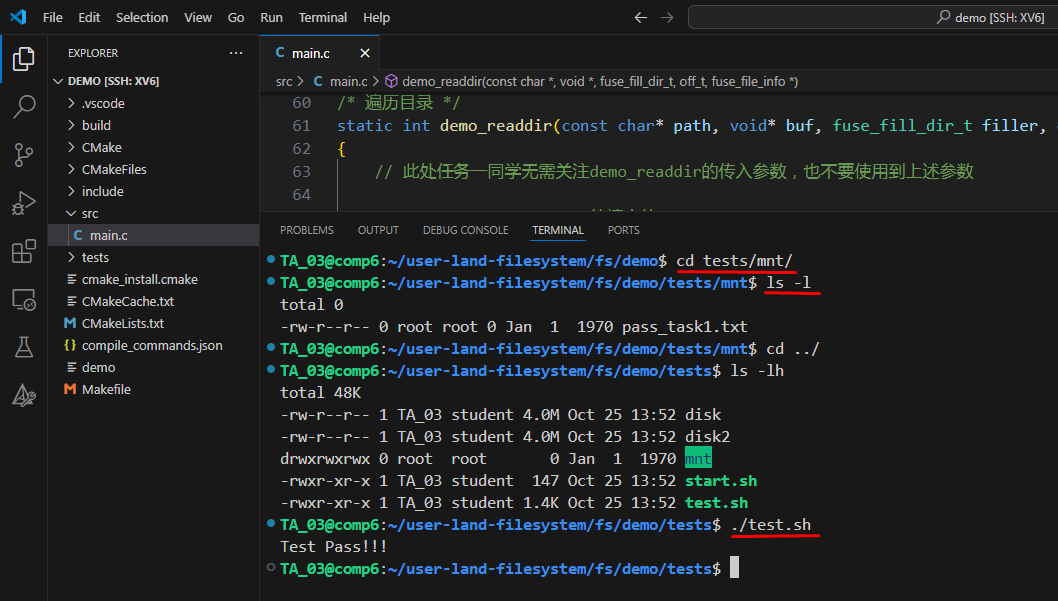 File Edit Selection View Go Run Terminal Help
demo [SSH: XV6]
EXPLORER
DEMO [SSH: XV6]
.vscode
build
CMake
CMakeFiles
include
src
C main.c
tests
cmake_install.cmake
CMakeCache.txt
M CMakeLists.txt
{} compile_commands.json
demo
M Makefile
C main.c
src > C main.c > demo_readdir(const char *, void *, fuse_fill_dir_t, off_t, fuse_file_info *)
60 /* 遍历目录 */
61 static int demo_readdir(const char* path, void* buf, fuse_fill_dir_t filler,
62 {
63 // 此处任务一同学无需关注demo_readdir的传入参数，也不要使用到上述参数
64
PROBLEMS OUTPUT DEBUG CONSOLE TERMINAL PORTS
TA_03@comp6:~/user-land-filesystem/fs/demo$ cd tests/mnt/
TA_03@comp6:~/user-land-filesystem/fs/demo/tests/mnt$ ls -l
total 0
-rw-r--r-- 0 root root 0 Jan  1  1970 pass_task1.txt
TA_03@comp6:~/user-land-filesystem/fs/demo/tests/mnt$ cd ../
TA_03@comp6:~/user-land-filesystem/fs/demo/tests$ ls -lh
total 48K
-rw-r--r-- 1 TA_03 student 4.0M Oct 25 13:52 disk
-rw-r--r-- 1 TA_03 student 4.0M Oct 25 13:52 disk2
drwxrwxrwx 0 root  root       0 Jan  1  1970 mnt
-rwxr-xr-x 1 TA_03 student  147 Oct 25 13:52 start.sh
-rwxr-xr-x 1 TA_03 student 1.4K Oct 25 13:52 test.sh
TA_03@comp6:~/user-land-filesystem/fs/demo/tests$ ./test.sh
Test Pass!!!
TA_03@comp6:~/user-land-filesystem/fs/demo/tests$